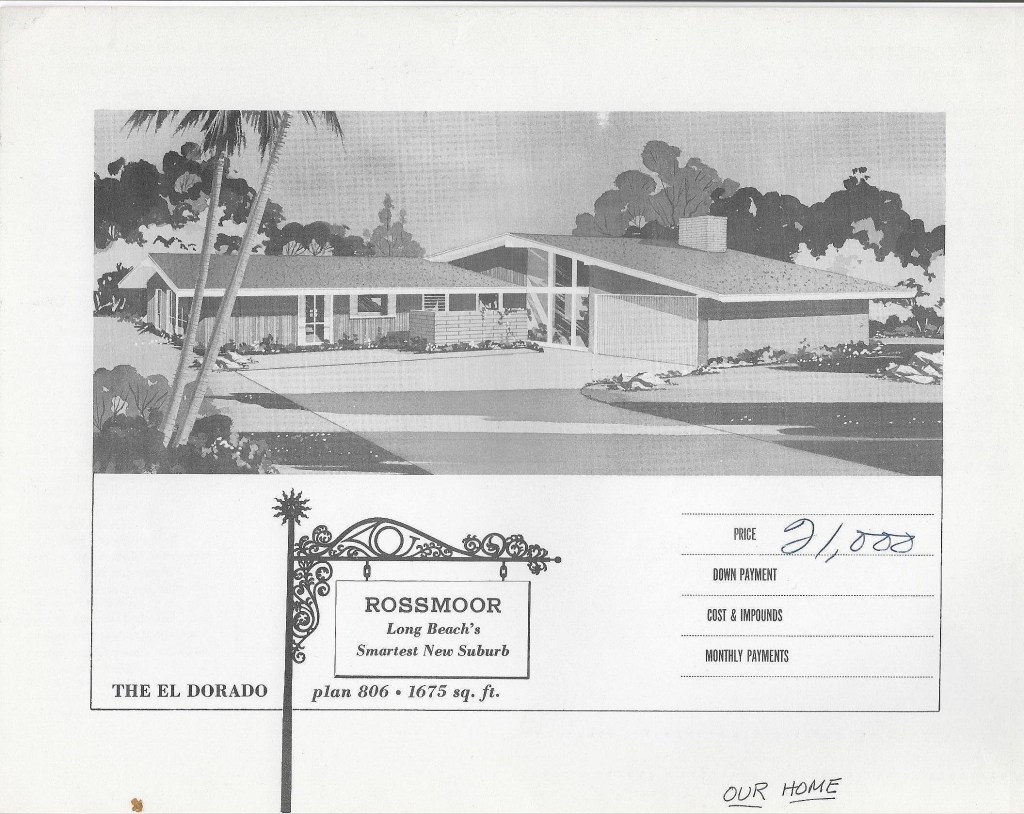 ROSSMOOR
Long Beach's
Smartest New Suburb
THE EL DORADO plan 806 • 1675 sq. ft.
PRICE 21,000
DOWN PAYMENT
COST & IMPOUNDS
MONTHLY PAYMENTS
OUR HOME